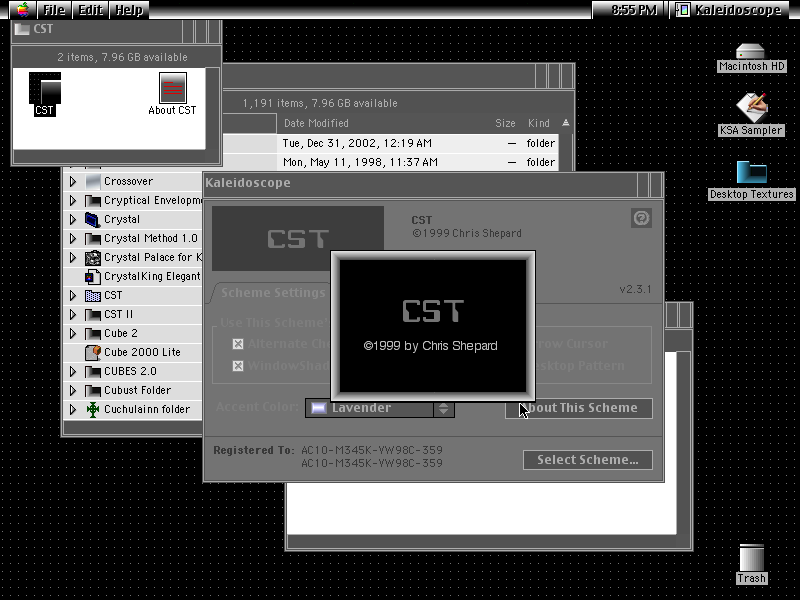 File Edit Help
8:55 PM
Kaleidoscope
CST
2 items, 7.96 GB available
CST
About CST
1,191 items, 7.96 GB available
Date Modified Size Kind
Tue, Dec 31, 2002, 12:19 AM — folder
Mon, May 11, 1998, 11:37 AM — folder
Crossover
Cryptical Envelopm
Crystal
Crystal Method 1.0
Crystal Palace for K
CrystalKing Elegant
CST
CST II
Cube 2
Cube 2000 Lite
CUBES 2.0
Cubust Folder
Cuchulainn folder
Kaleidoscope
CST
CST
©1999 Chris Shepard
v2.3.1
Scheme Settings
Use This Scheme'
Alternate Ch
WindowShad
row Cursor
sktop Pattern
Accent Color:
Lavender
About This Scheme
Registered To: AC10-M345K-YW98C-359
AC10-M345K-YW98C-359
Select Scheme...
CST
©1999 by Chris Shepard
Macintosh HD
KSA Sampler
Desktop Textures
Trash